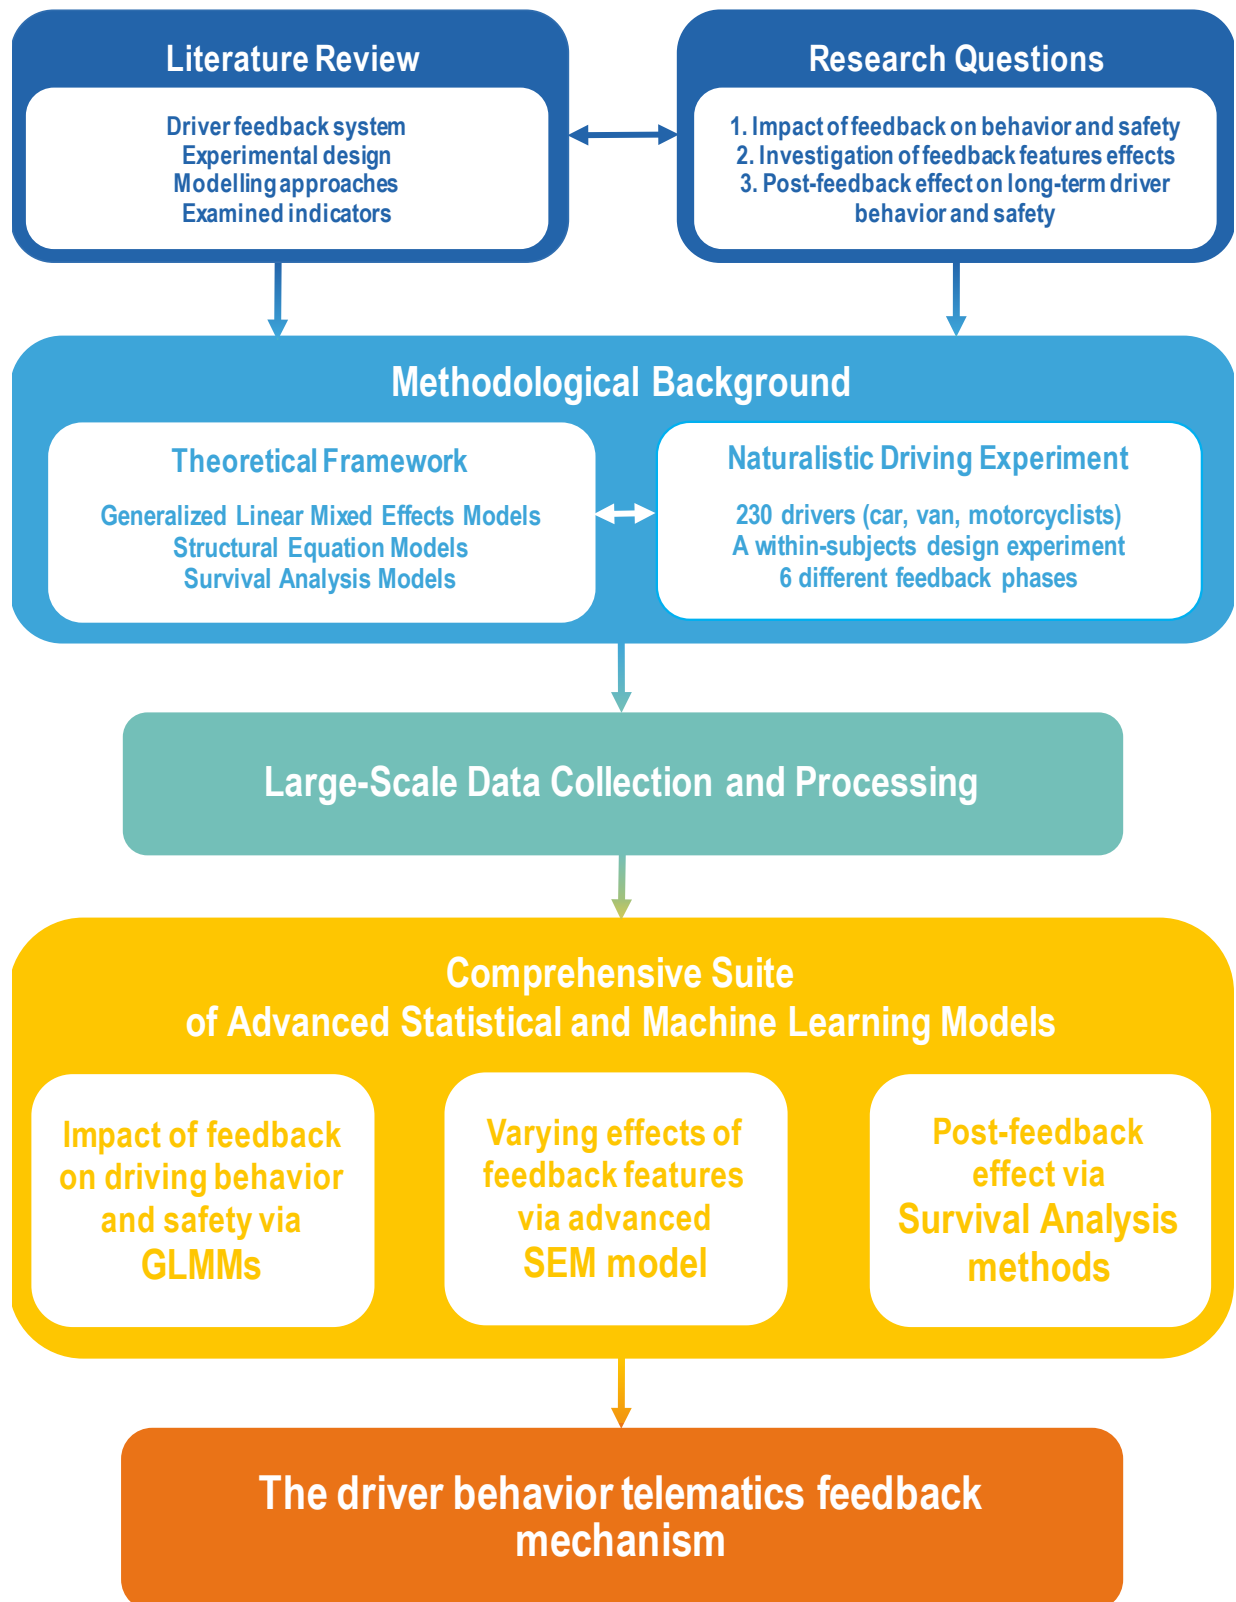 Literature Review
Driver feedback system
Experimental design
Modelling approaches
Examined indicators
Research Questions
1. Impact of feedback on behavior and safety
2. Investigation of feedback features effects
3. Post-feedback effect on long-term driver
behavior and safety
Methodological Background
Theoretical Framework
Generalized Linear Mixed Effects Models
Structural Equation Models
Survival Analysis Models
Naturalistic Driving Experiment
230 drivers (car, van, motorcyclists)
A within-subjects design experiment
6 different feedback phases
Large-Scale Data Collection and Processing
Comprehensive Suite
of Advanced Statistical and Machine Learning Models
Impact of feedback
on driving behavior
and safety via
GLMMs
Varying effects of
feedback features
via advanced
SEM model
Post-feedback
effect via
Survival Analysis
methods
The driver behavior telematics feedback
mechanism